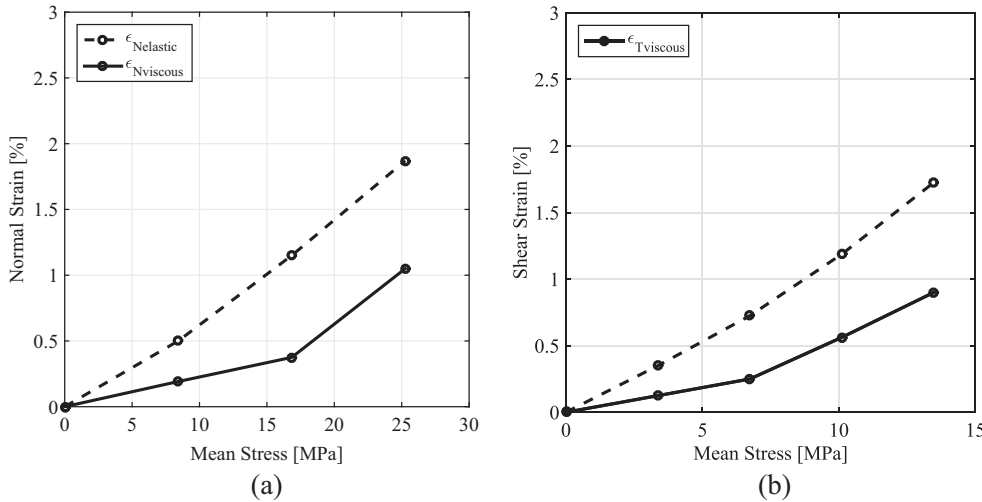 3
2.5
2
1.5
1
0.5
0
Normal Strain [%]
ϵNelastic
ϵNviscous
0 5 10 15 20 25 30
Mean Stress [MPa]
(a)
3
2.5
2
1.5
1
0.5
0
Shear Strain [%]
ϵTviscous
0 5 10 15
Mean Stress [MPa]
(b)